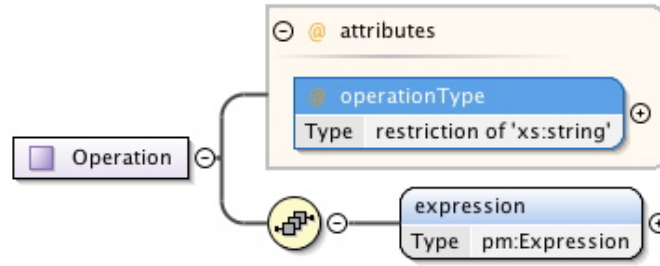 @ attributes
@ operationType
Type restriction of 'xs:string'
Operation
expression
Type pm:Expression